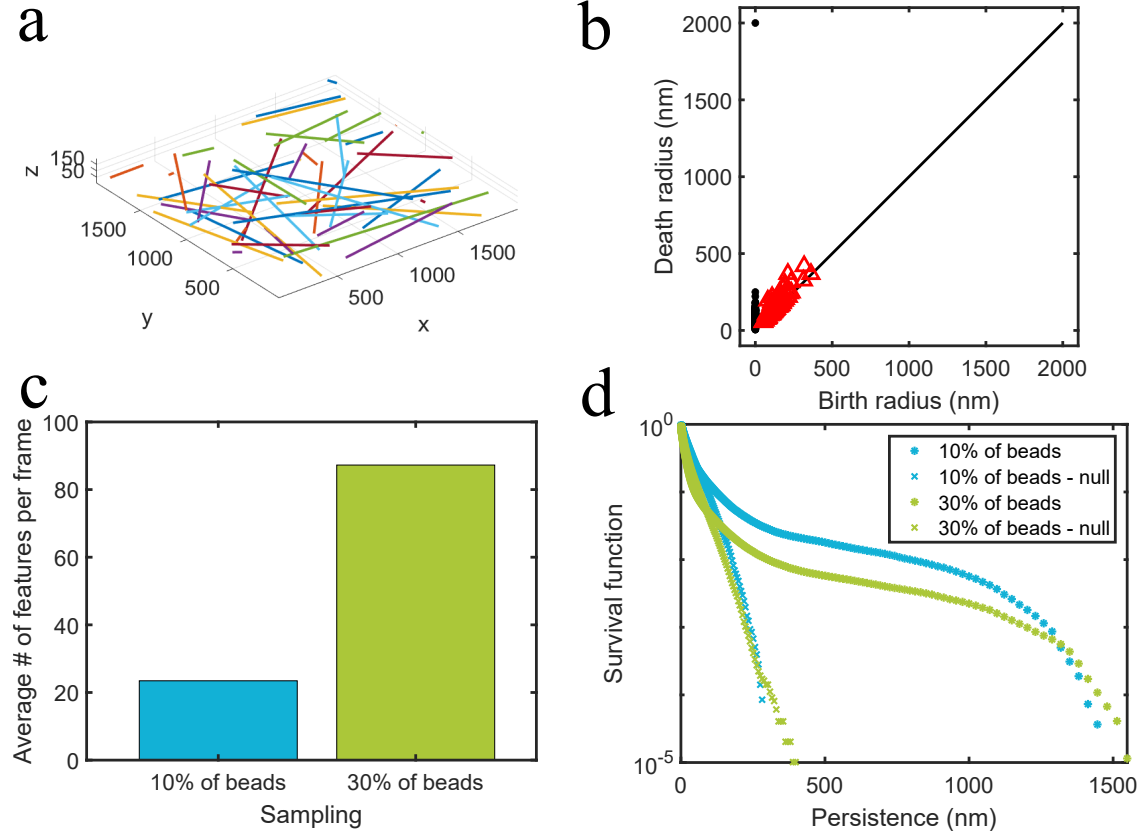 a
z
150
50
1500
1000
500
y
500
1000
1500
x
b
Death radius (nm)
2000
1500
1000
500
0
0
500
1000
1500
2000
Birth radius (nm)
c
Average # of features per frame
100
80
60
40
20
0
10% of beads
30% of beads
Sampling
d
Survival function
10^0
10^-5
10% of beads
10% of beads - null
30% of beads
30% of beads - null
0
500
1000
1500
Persistence (nm)